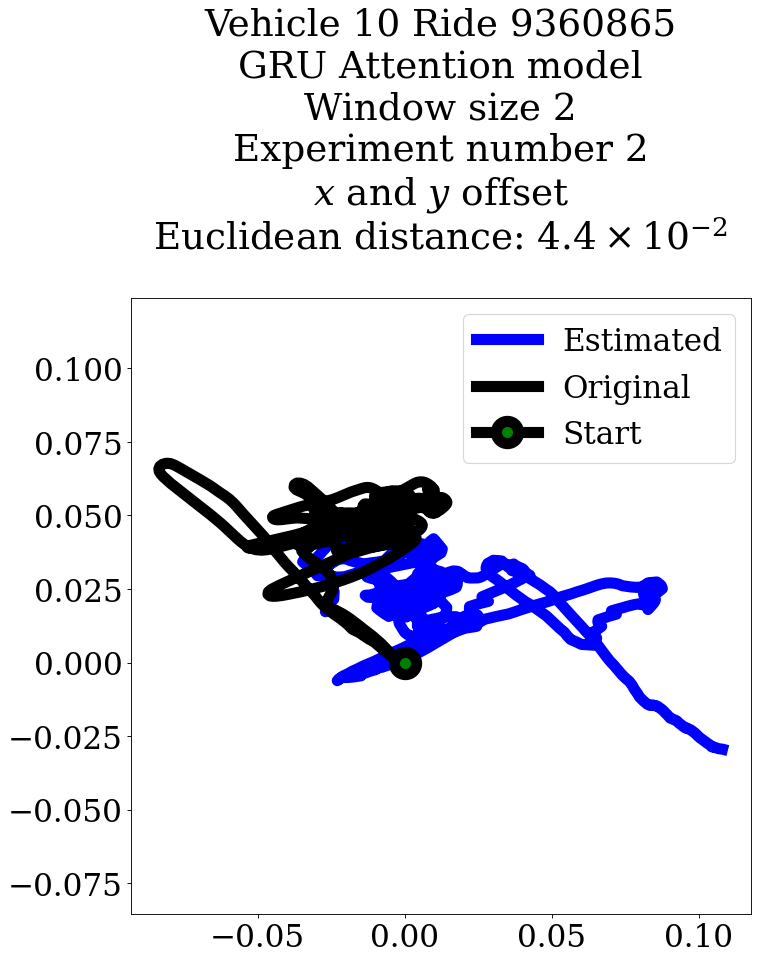 Vehicle 10 Ride 9360865
GRU Attention model
Window size 2
Experiment number 2
x and y offset
Euclidean distance: 4.4 × 10⁻²
Estimated
Original
Start
0.100
0.075
0.050
0.025
0.000
−0.025
−0.050
−0.075
−0.05 0.00 0.05 0.10